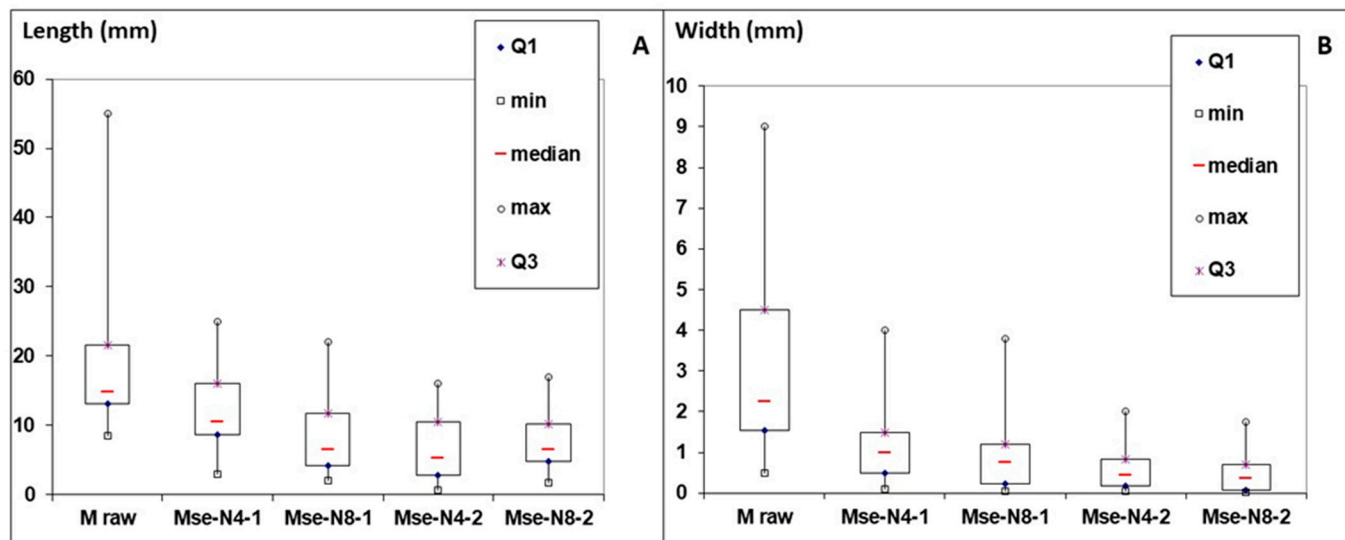 Length (mm)
A
Q1
min
median
max
Q3
60
50
40
30
20
10
0
M raw Mse-N4-1 Mse-N8-1 Mse-N4-2 Mse-N8-2
Width (mm)
B
Q1
min
median
max
Q3
10
9
8
7
6
5
4
3
2
1
0
M raw Mse-N4-1 Mse-N8-1 Mse-N4-2 Mse-N8-2